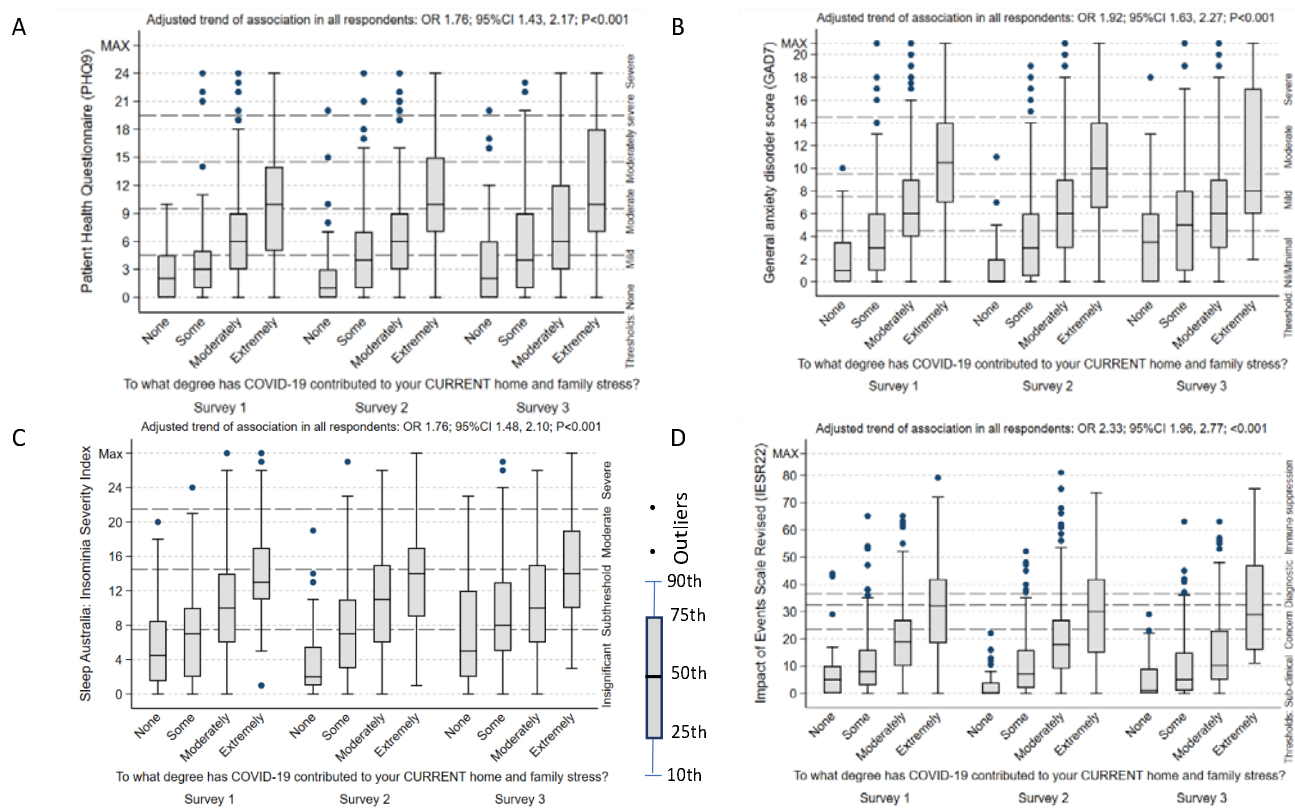 A
Adjusted trend of association in all respondents: OR 1.76; 95%CI 1.43, 2.17; P<0.001
Patient Health Questionnaire (PHQ9)
MAX
24
21
18
15
12
9
6
3
0
Thresholds: None Mild Moderate Moderately severe Severe
None Some Moderately Extremely None Some Moderately Extremely None Some Moderately Extremely
To what degree has COVID-19 contributed to your CURRENT home and family stress?
Survey 1 Survey 2 Survey 3
B
Adjusted trend of association in all respondents: OR 1.92; 95%CI 1.63, 2.27; P<0.001
General anxiety disorder score (GAD7)
MAX
20
18
16
14
12
10
8
6
4
2
0
Threshold: Nil/Minimal Mild Moderate Severe
None Some Moderately Extremely None Some Moderately Extremely None Some Moderately Extremely
To what degree has COVID-19 contributed to your CURRENT home and family stress?
Survey 1 Survey 2 Survey 3
C
Adjusted trend of association in all respondents: OR 1.76; 95%CI 1.48, 2.10; P<0.001
Sleep Australia: Insominia Severity Index
Max
24
20
16
12
8
4
0
Insignificant Subthreshold Moderate Severe
None Some Moderately Extremely None Some Moderately Extremely None Some Moderately Extremely
To what degree has COVID-19 contributed to your CURRENT home and family stress?
Survey 1 Survey 2 Survey 3
Outliers
90th
75th
50th
25th
10th
D
Adjusted trend of association in all respondents: OR 2.33; 95%CI 1.96, 2.77; <0.001
Impact of Events Scale Revised (IESR22)
MAX
80
70
60
50
40
30
20
10
0
Thresholds: Sub-clinical Concern Diagnostic Immune suppression
None Some Moderately Extremely None Some Moderately Extremely None Some Moderately Extremely
To what degree has COVID-19 contributed to your CURRENT home and family stress?
Survey 1 Survey 2 Survey 3